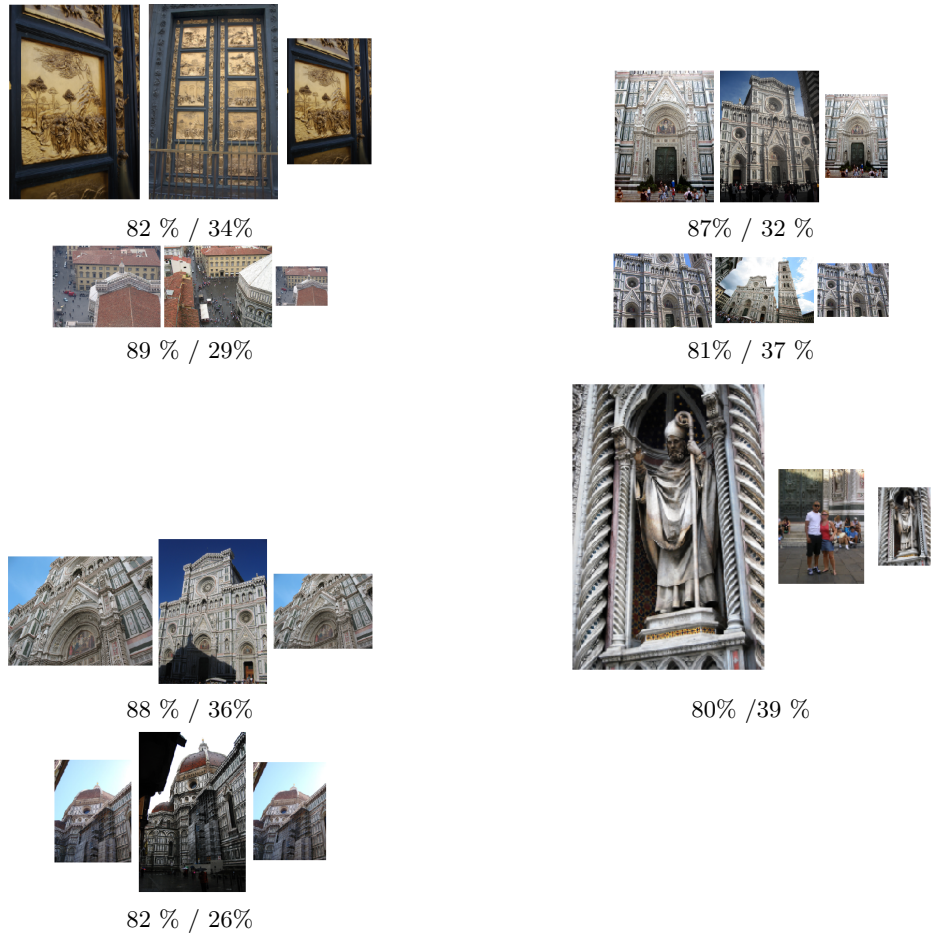 82 % / 34%
87% / 32 %
89 % / 29%
81% / 37 %
88 % / 36%
80% /39 %
82 % / 26%